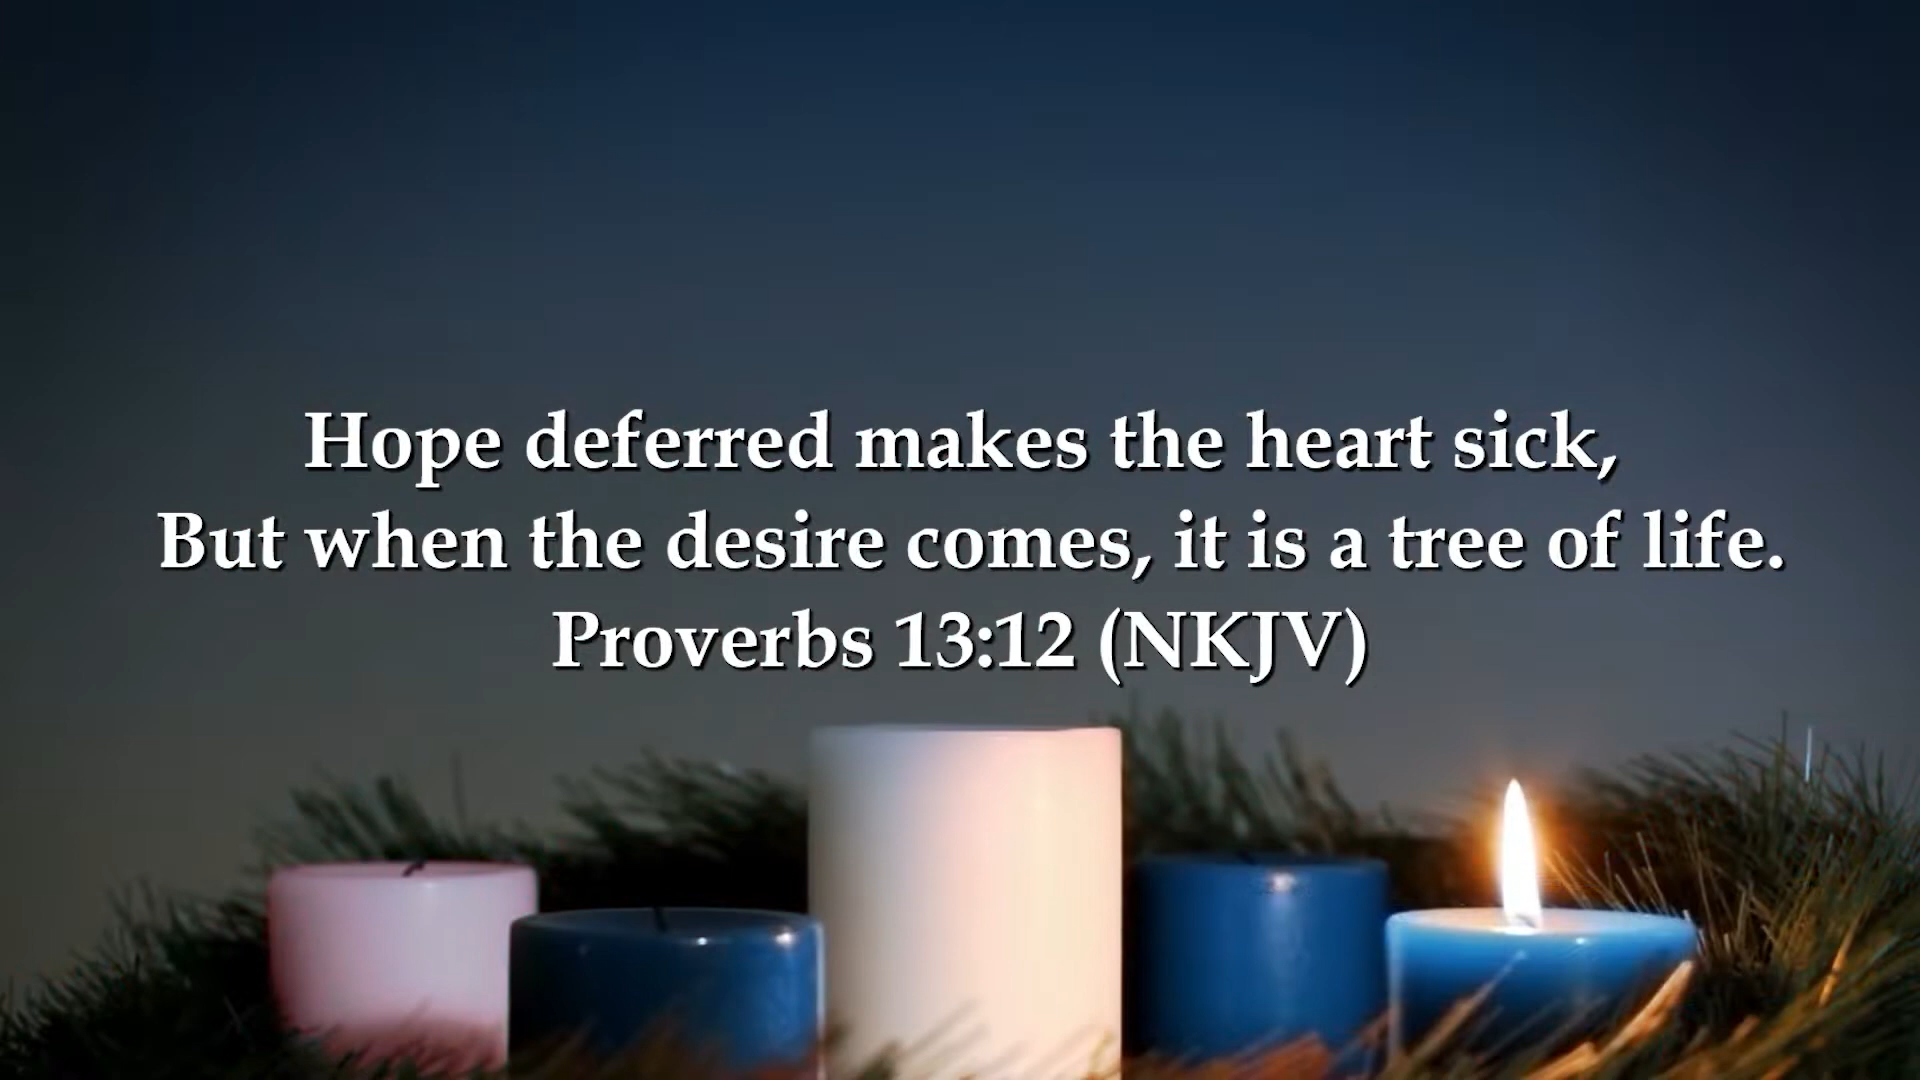 Hope deferred makes the heart sick,
But when the desire comes, it is a tree of life.
Proverbs 13:12 (NKJV)